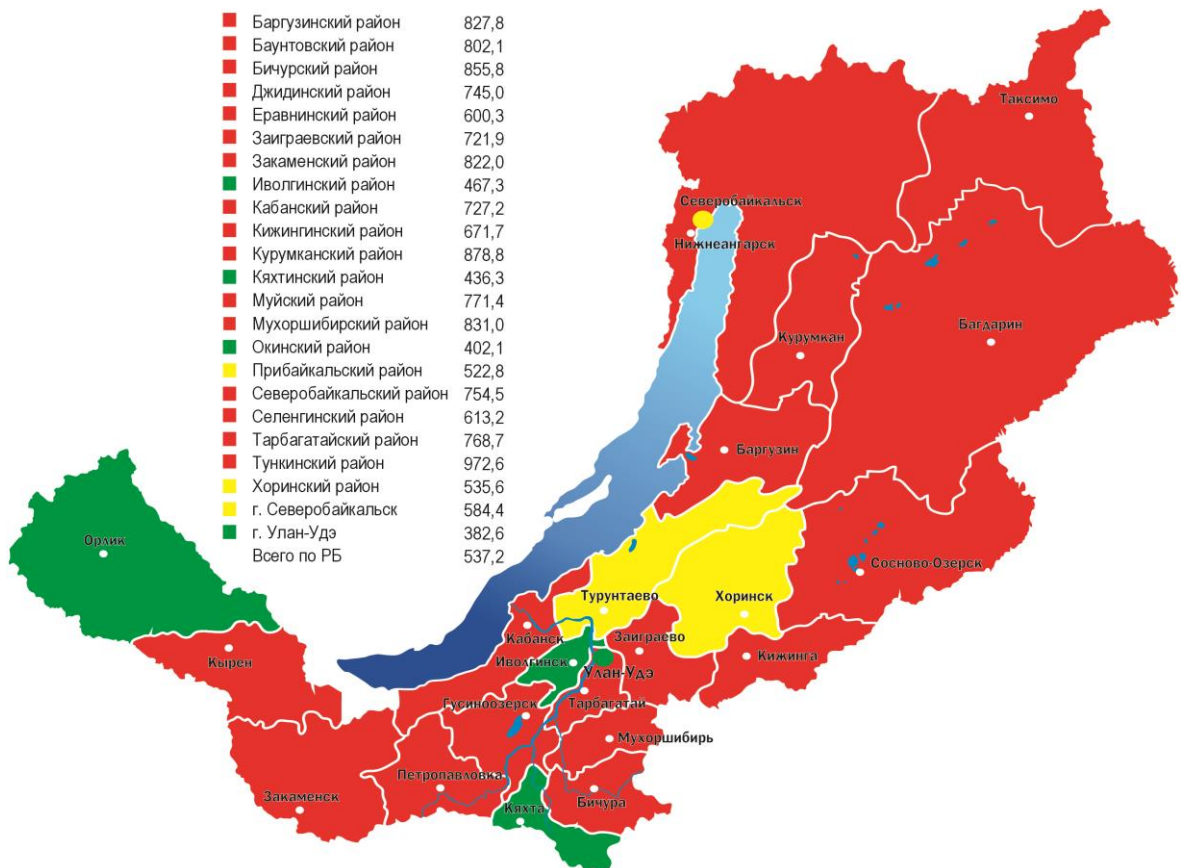 Баргузинский район 827,8
Баунтовский район 802,1
Бичурский район 855,8
Джидинский район 745,0
Еравнинский район 600,3
Заиграевский район 721,9
Закаменский район 822,0
Иволгинский район 467,3
Кабанский район 727,2
Кижингинский район 671,7
Курумканский район 878,8
Кяхтинский район 436,3
Муйский район 771,4
Мухоршибирский район 831,0
Окинский район 402,1
Прибайкальский район 522,8
Северобайкальский район 754,5
Селенгинский район 613,2
Тарбагатайский район 768,7
Тункинский район 972,6
Хоринский район 535,6
г. Северобайкальск 584,4
г. Улан-Удэ 382,6
Всего по РБ 537,2
Таксимо
Северобайкальск
Нижнеангарск
Курумкан
Багдарин
Баргузин
Орлик
Сосново-Озерск
Турунтаево
Хоринск
Кабанск
Заиграево
Кырен
Иволгинск
Кижинга
Улан-Удэ
Гусиноозерск
Тарбагатай
Мухоршибирь
Петропавловка
Закаменск
Кяхта
Бичура